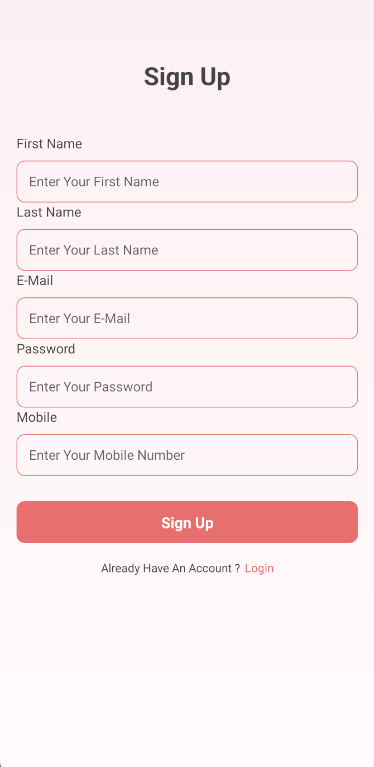 Sign Up
First Name
Enter Your First Name
Last Name
Enter Your Last Name
E-Mail
Enter Your E-Mail
Password
Enter Your Password
Mobile
Enter Your Mobile Number
Sign Up
Already Have An Account ? Login